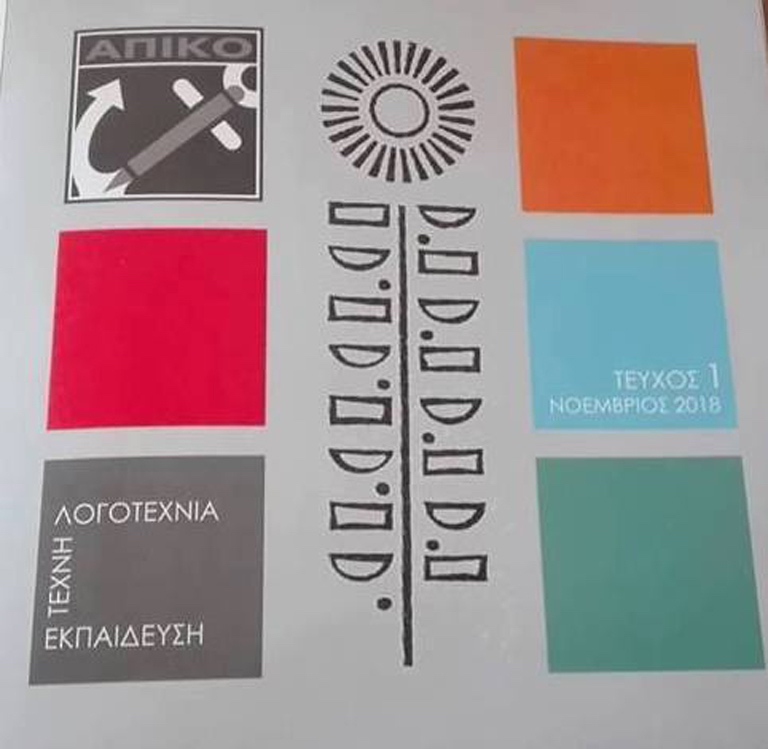 ΑΠΙΚΟ
ΤΕΥΧΟΣ 1
ΝΟΕΜΒΡΙΟΣ 2018
ΛΟΓΟΤΕΧΝΙΑ
ΤΕΧΝΗ
ΕΚΠΑΙΔΕΥΣΗ